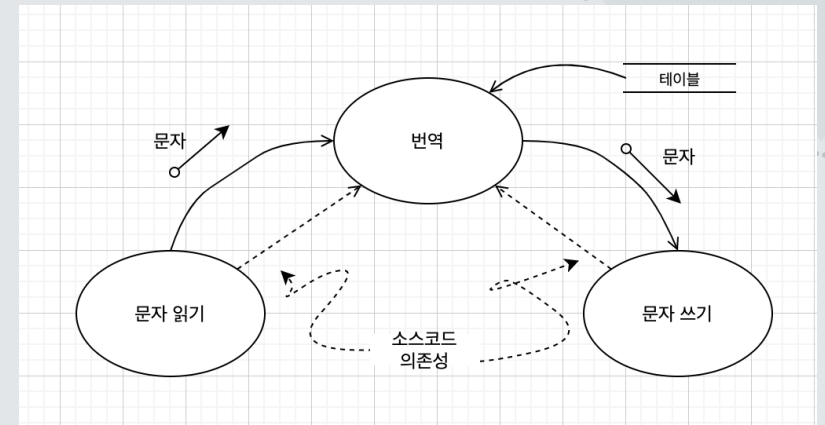 테이블
문자
번역
문자
문자 읽기
문자 쓰기
소스코드
의존성